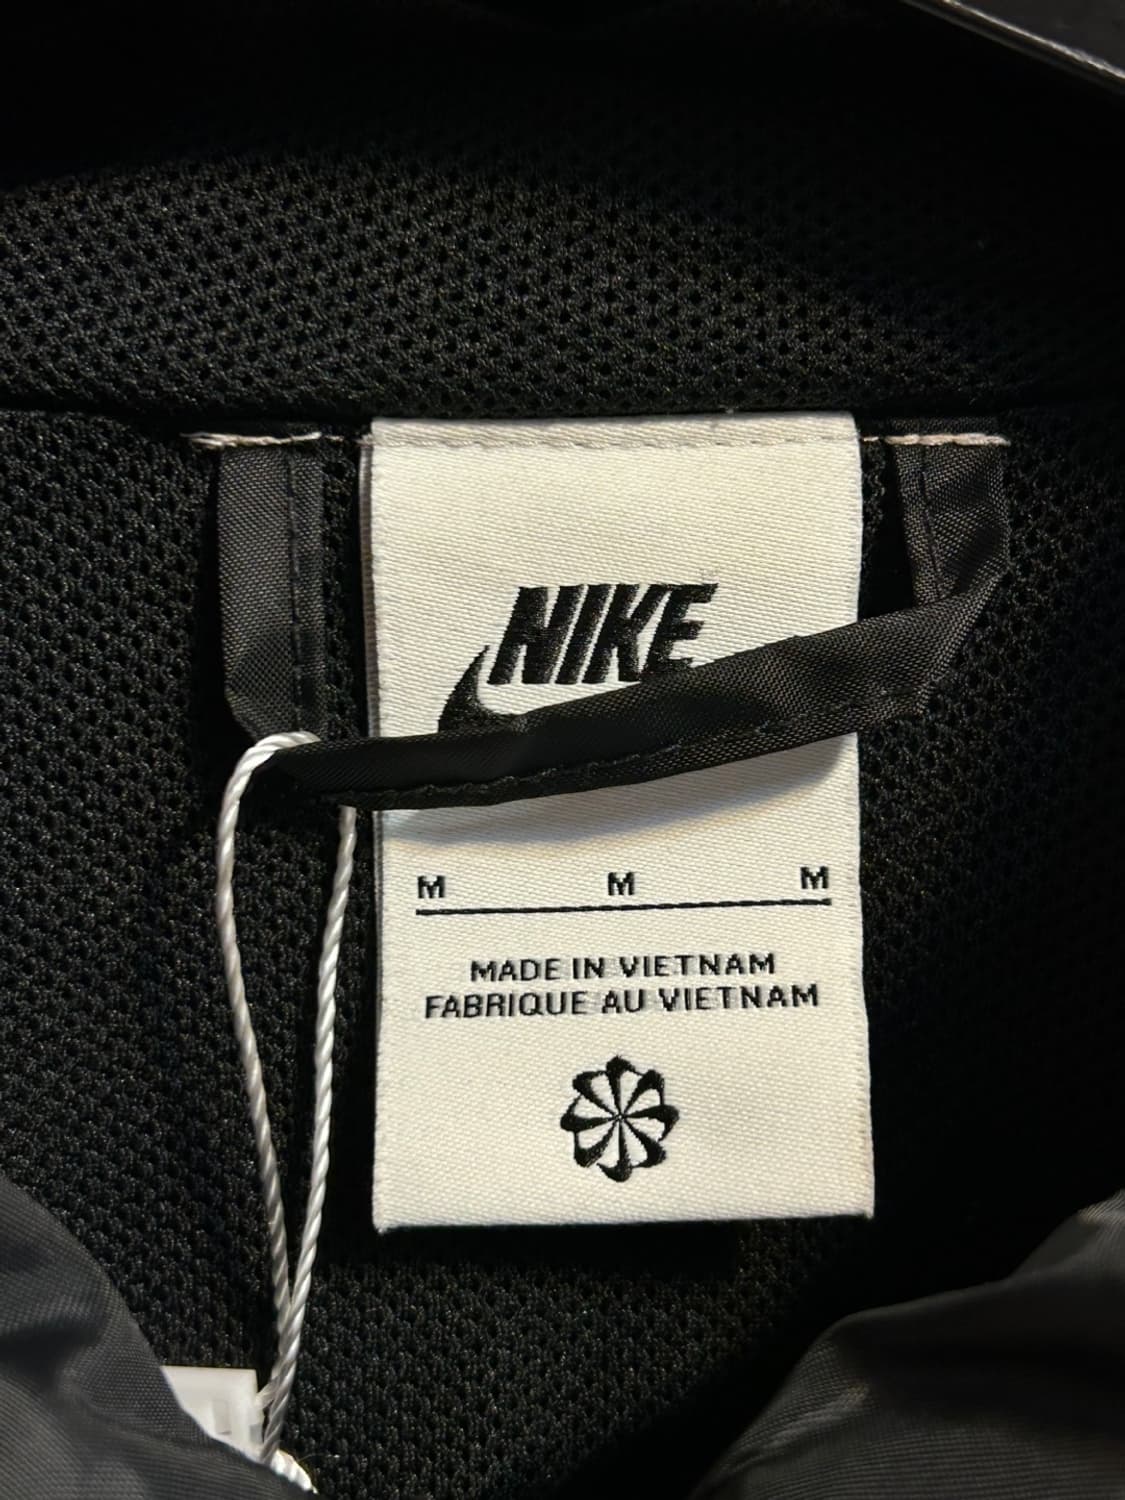 NIKE
M M M
MADE IN VIETNAM
FABRIQUE AU VIETNAM